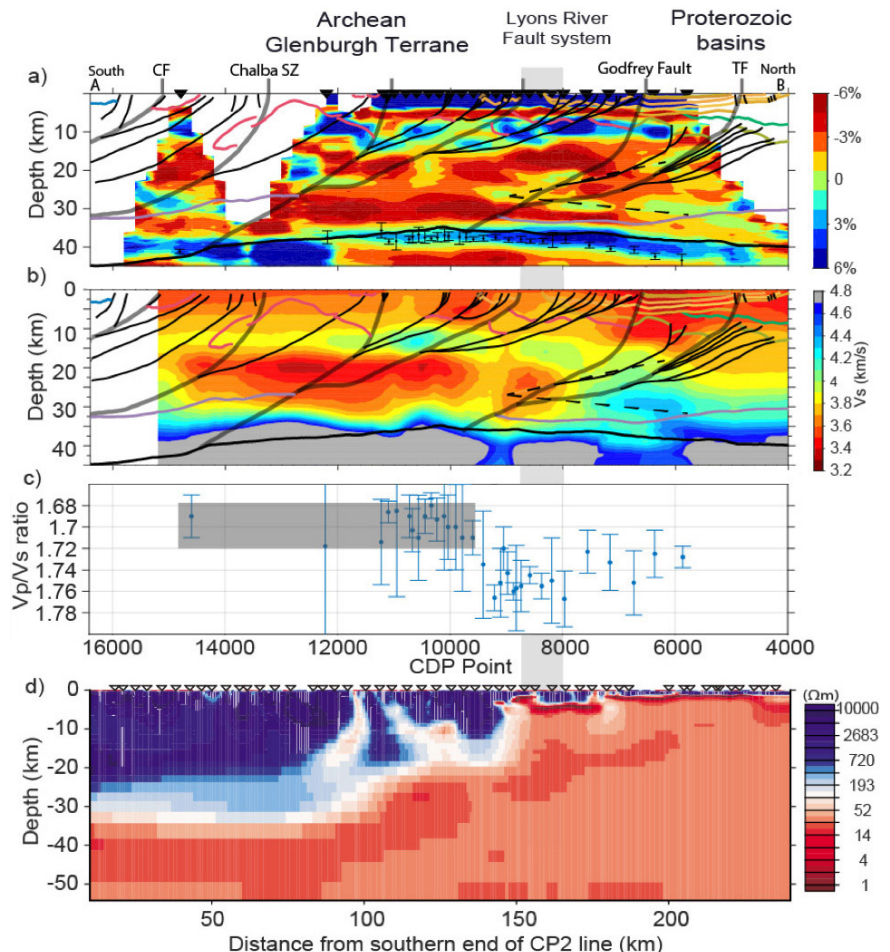 Archean
Glenburgh Terrane
Lyons River
Fault system
Proterozoic
basins
a)
South
A
CF
Chalba SZ
Godfrey Fault
TF
North
B
Depth (km)
10
20
30
40
-6%
-3%
0
3%
6%
b)
Depth (km)
0
10
20
30
40
4.8
4.6
4.4
4.2
4.0
3.8
3.6
3.4
3.2
Vs (km/s)
c)
Vp/Vs ratio
1.68
1.7
1.72
1.74
1.76
1.78
16000
14000
12000
10000
8000
6000
4000
CDP Point
d)
Depth (km)
0
-10
-20
-30
-40
-50
(Ωm)
10000
2683
720
193
52
14
4
1
50
100
150
200
Distance from southern end of CP2 line (km)